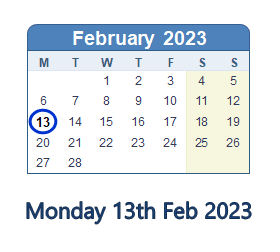 February 2023
M T W T F S S
1 2 3 4 5
6 7 8 9 10 11 12
13 14 15 16 17 18 19
20 21 22 23 24 25 25
27 28
Monday 13th Feb 2023